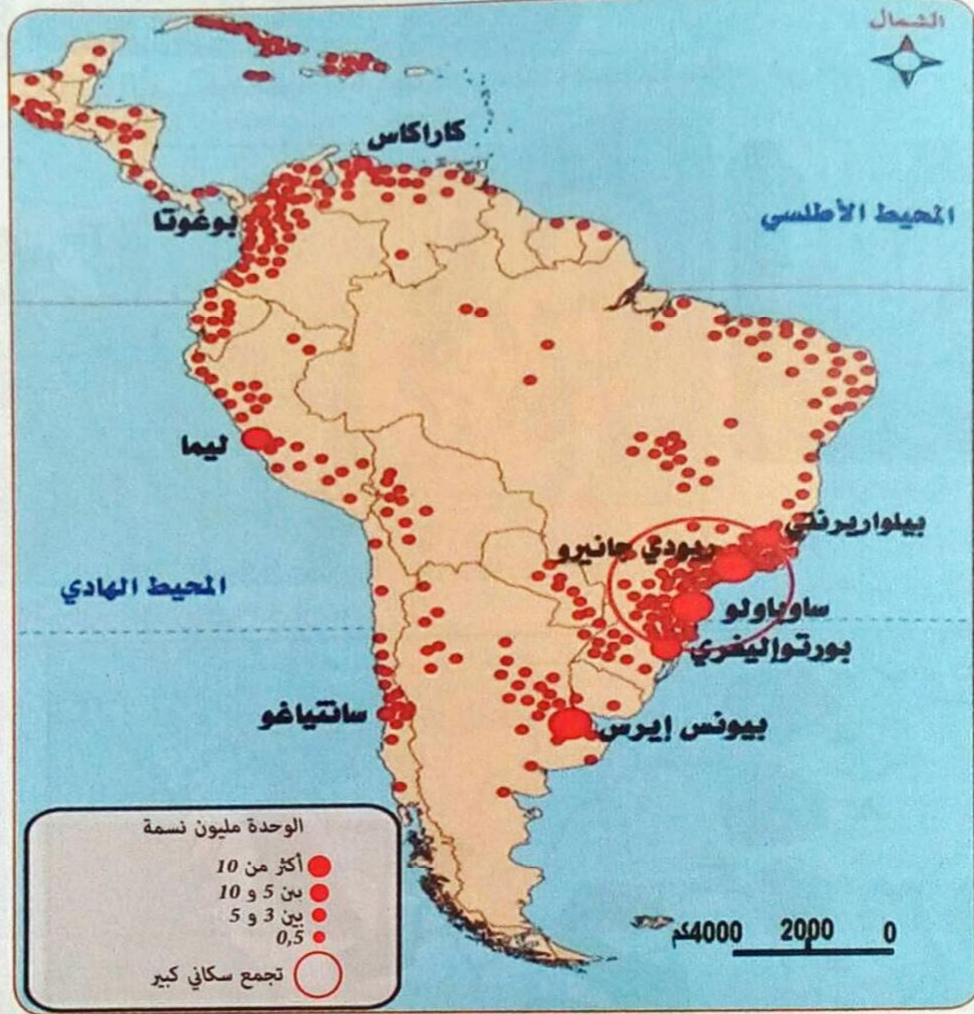 الشمال
كاراكاس
المحيط الأطلسي
بوغوتا
ليما
بيلواريزنتي
ريودي جانيرو
المحيط الهادي
ساوباولو
بورتواليغري
سانتياغو
بيونس إيرس
الوحدة مليون نسمة
أكثر من 10
بين 5 و 10
بين 3 و 5
0,5
تجمع سكاني كبير
0 2000 4000كم